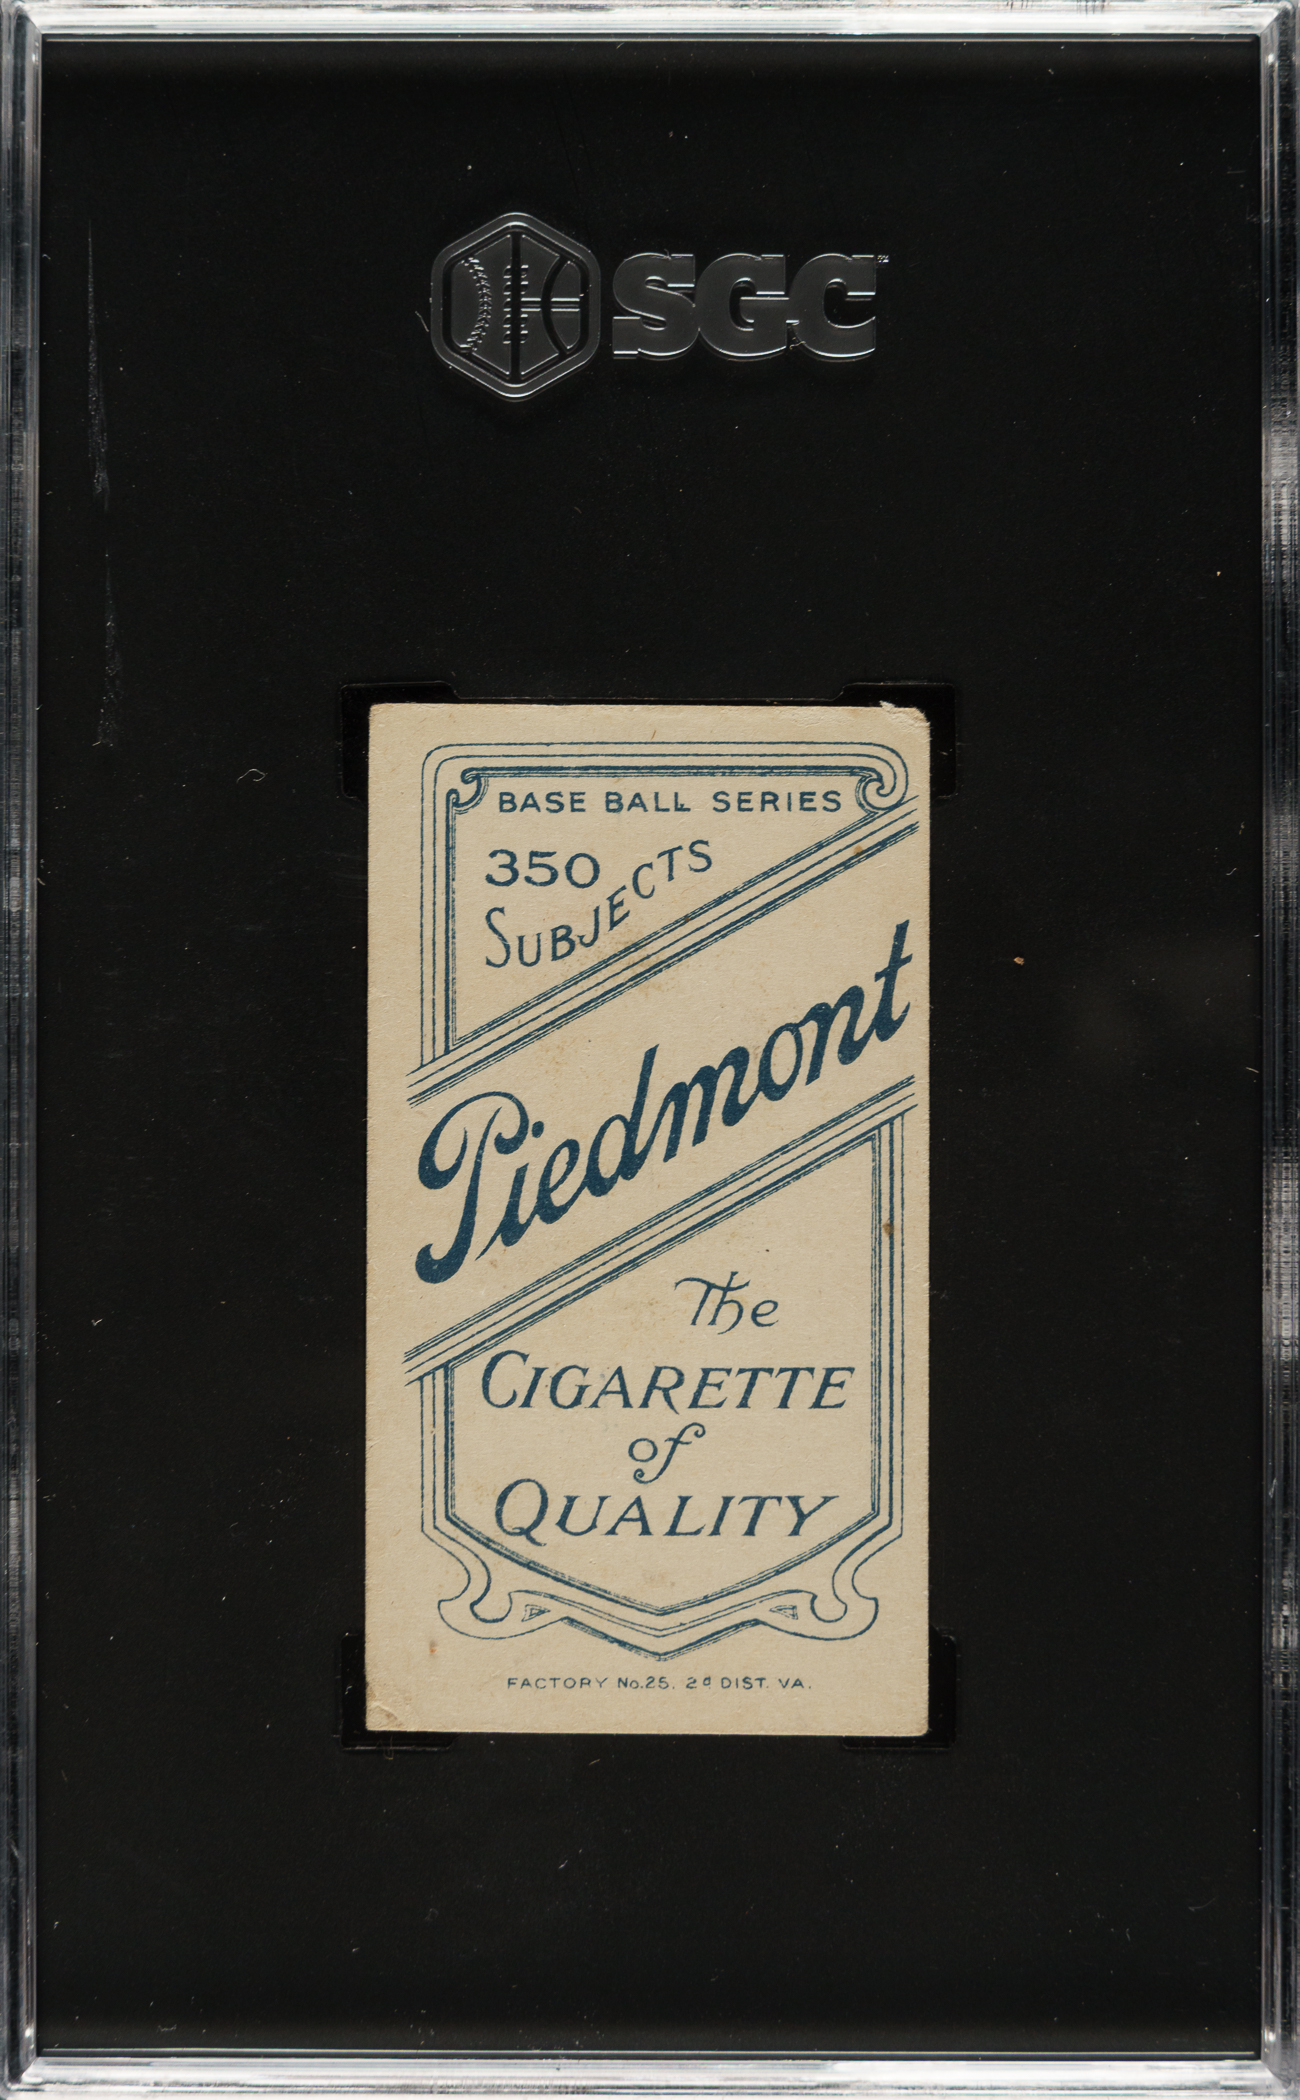 SGC
BASE BALL SERIES
350
SUBJECTS
Piedmont
The
CIGARETTE
of
QUALITY
FACTORY No.25, 2d DIST. VA.